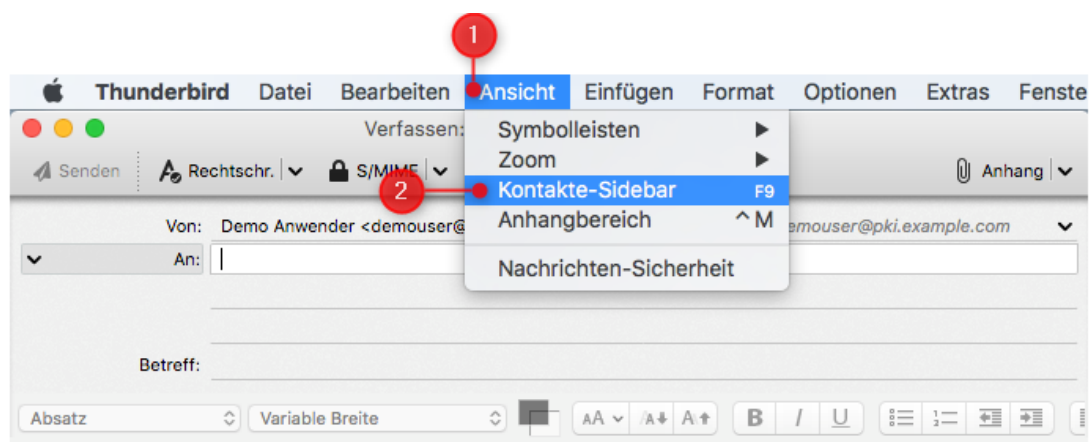 1
Thunderbird Datei Bearbeiten Ansicht Einfügen Format Optionen Extras Fenste
Verfassen:
Symbolleisten
Senden Rechtschr. S/MIME Anhang
Zoom
2
Kontakte-Sidebar F9
Von: Demo Anwender <demouser@ emouser@pki.example.com
Anhangbereich ^ M
An:
Nachrichten-Sicherheit
Betreff:
Absatz Variable Breite AA A A B I U